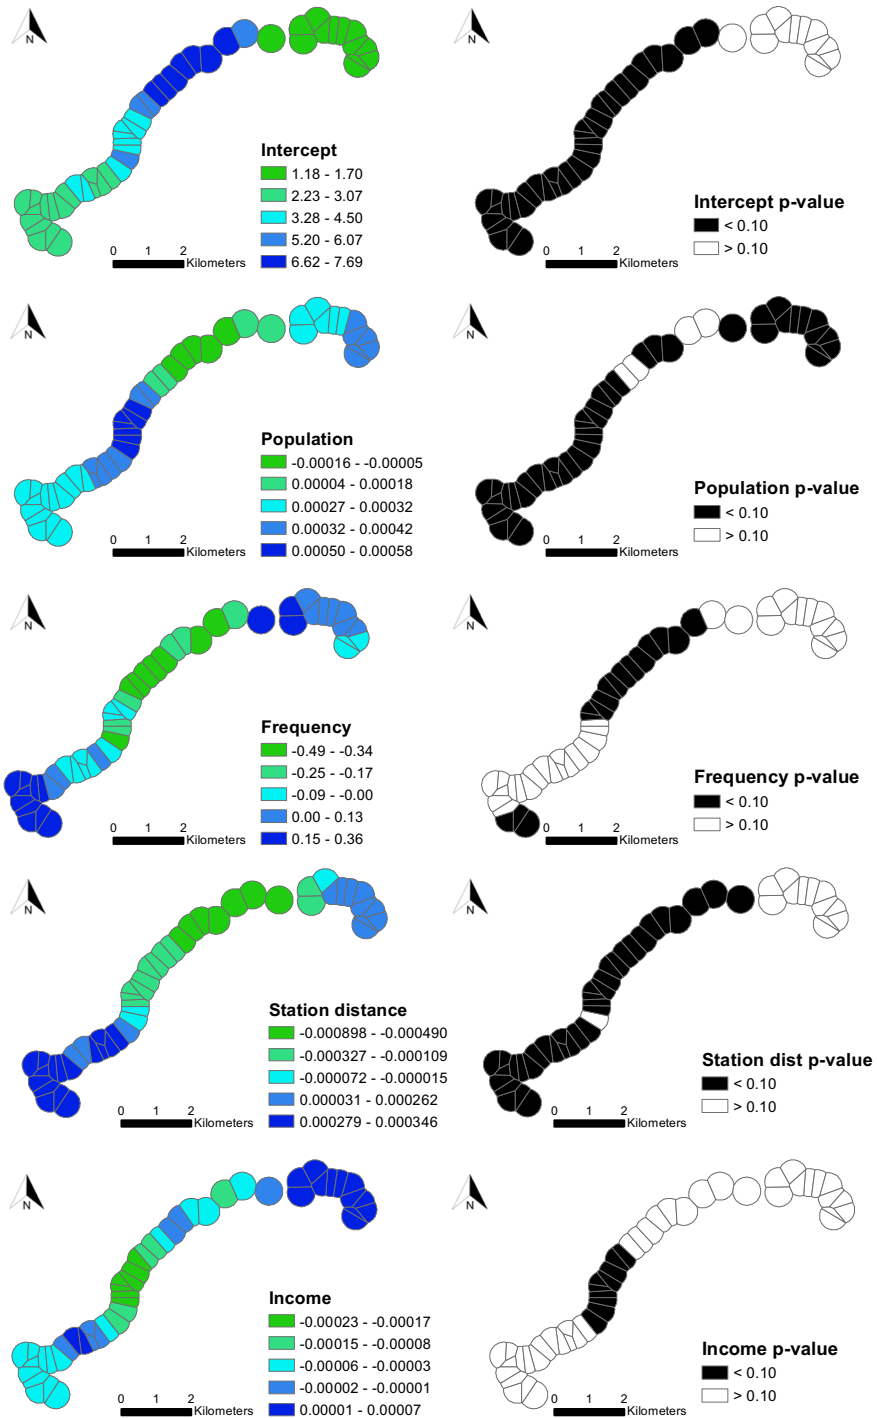 N
Intercept
1.18 - 1.70
2.23 - 3.07
3.28 - 4.50
5.20 - 6.07
6.62 - 7.69
0 1 2
Kilometers
N
Intercept p-value
< 0.10
> 0.10
0 1 2
Kilometers
N
Population
-0.00016 - -0.00005
0.00004 - 0.00018
0.00027 - 0.00032
0.00032 - 0.00042
0.00050 - 0.00058
0 1 2
Kilometers
N
Population p-value
< 0.10
> 0.10
0 1 2
Kilometers
N
Frequency
-0.49 - -0.34
-0.25 - -0.17
-0.09 - -0.00
0.00 - 0.13
0.15 - 0.36
0 1 2
Kilometers
N
Frequency p-value
< 0.10
> 0.10
0 1 2
Kilometers
N
Station distance
-0.000898 - -0.000490
-0.000327 - -0.000109
-0.000072 - -0.000015
0.000031 - 0.000262
0.000279 - 0.000346
0 1 2
Kilometers
N
Station dist p-value
< 0.10
> 0.10
0 1 2
Kilometers
N
Income
-0.00023 - -0.00017
-0.00015 - -0.00008
-0.00006 - -0.00003
-0.00002 - -0.00001
0.00001 - 0.00007
0 1 2
Kilometers
N
Income p-value
< 0.10
> 0.10
0 1 2
Kilometers